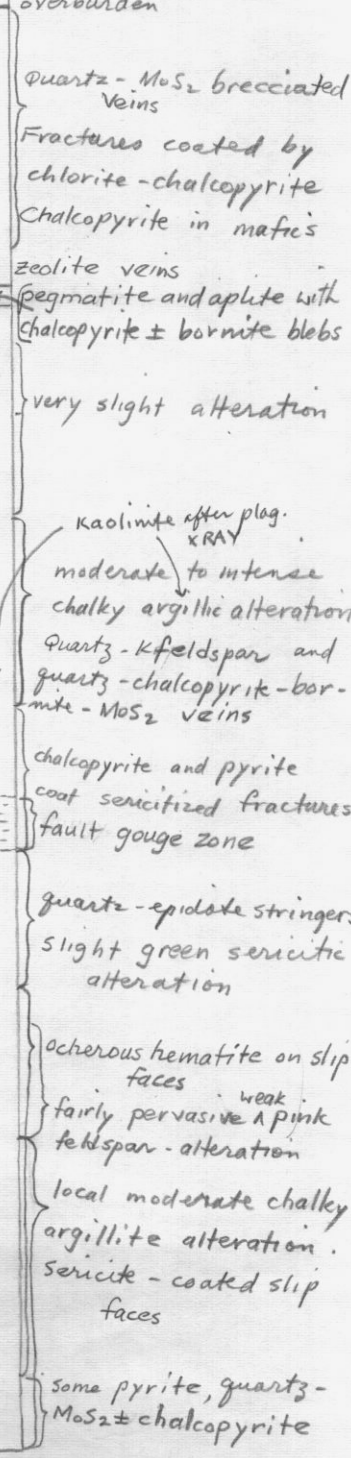 overburden
Quartz - MoS₂ brecciated
Veins
Fractures coated by
chlorite - chalcopyrite
Chalcopyrite in mafics
zeolite veins
pegmatite and aplite with
chalcopyrite ± bornite blebs
very slight alteration
Kaolinite after plag.
XRAY
moderate to intense
chalky argillic alteration
Quartz - Kfeldspar and
quartz - chalcopyrite - bor-
nite - MoS₂ veins
chalcopyrite and pyrite
coat sericitized fractures
fault gouge zone
quartz - epidote stringers
slight green sericitic
alteration
ocherous hematite on slip
faces
fairly pervasive ^ weak pink
feldspar - alteration
local moderate chalky
argillite alteration.
Sericite - coated slip
faces
some pyrite, quartz -
MoS₂ ± chalcopyrite